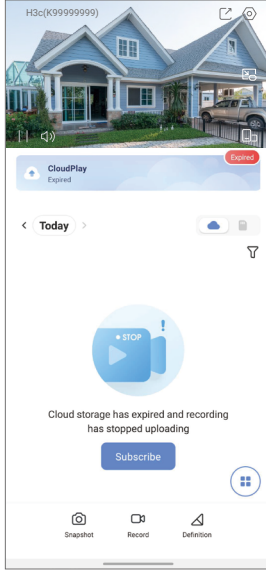 H3c(K99999999)
Expired
CloudPlay
Expired
Today
STOP
!
Cloud storage has expired and recording
has stopped uploading
Subscribe
Snapshot
Record
Definition